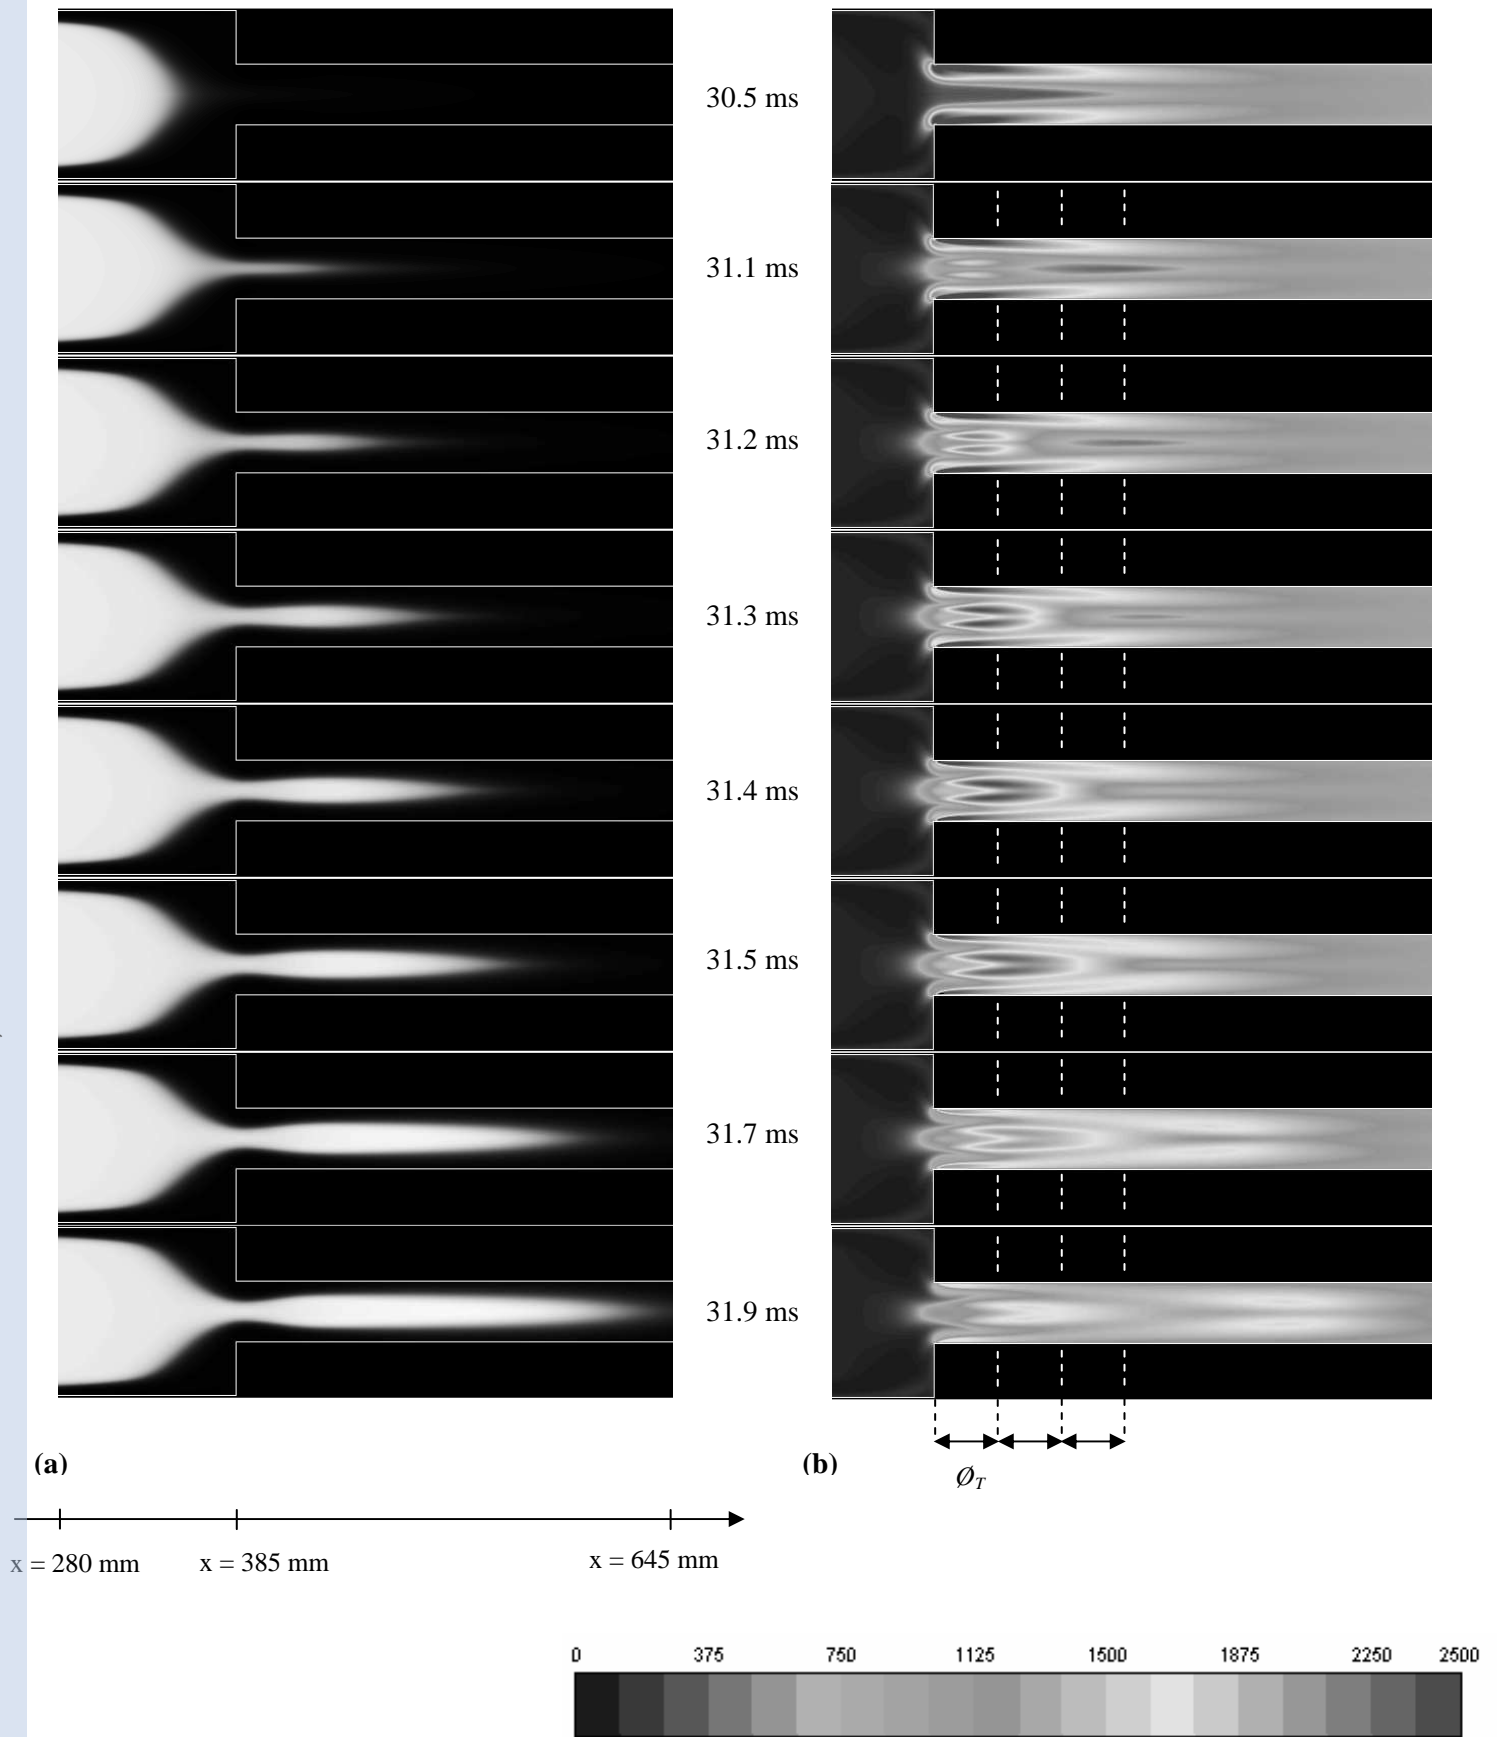 30.5 ms
31.1 ms
31.2 ms
31.3 ms
31.4 ms
31.5 ms
31.7 ms
31.9 ms
(a)
(b)
Ø_T
x = 280 mm
x = 385 mm
x = 645 mm
0 375 750 1125 1500 1875 2250 2500